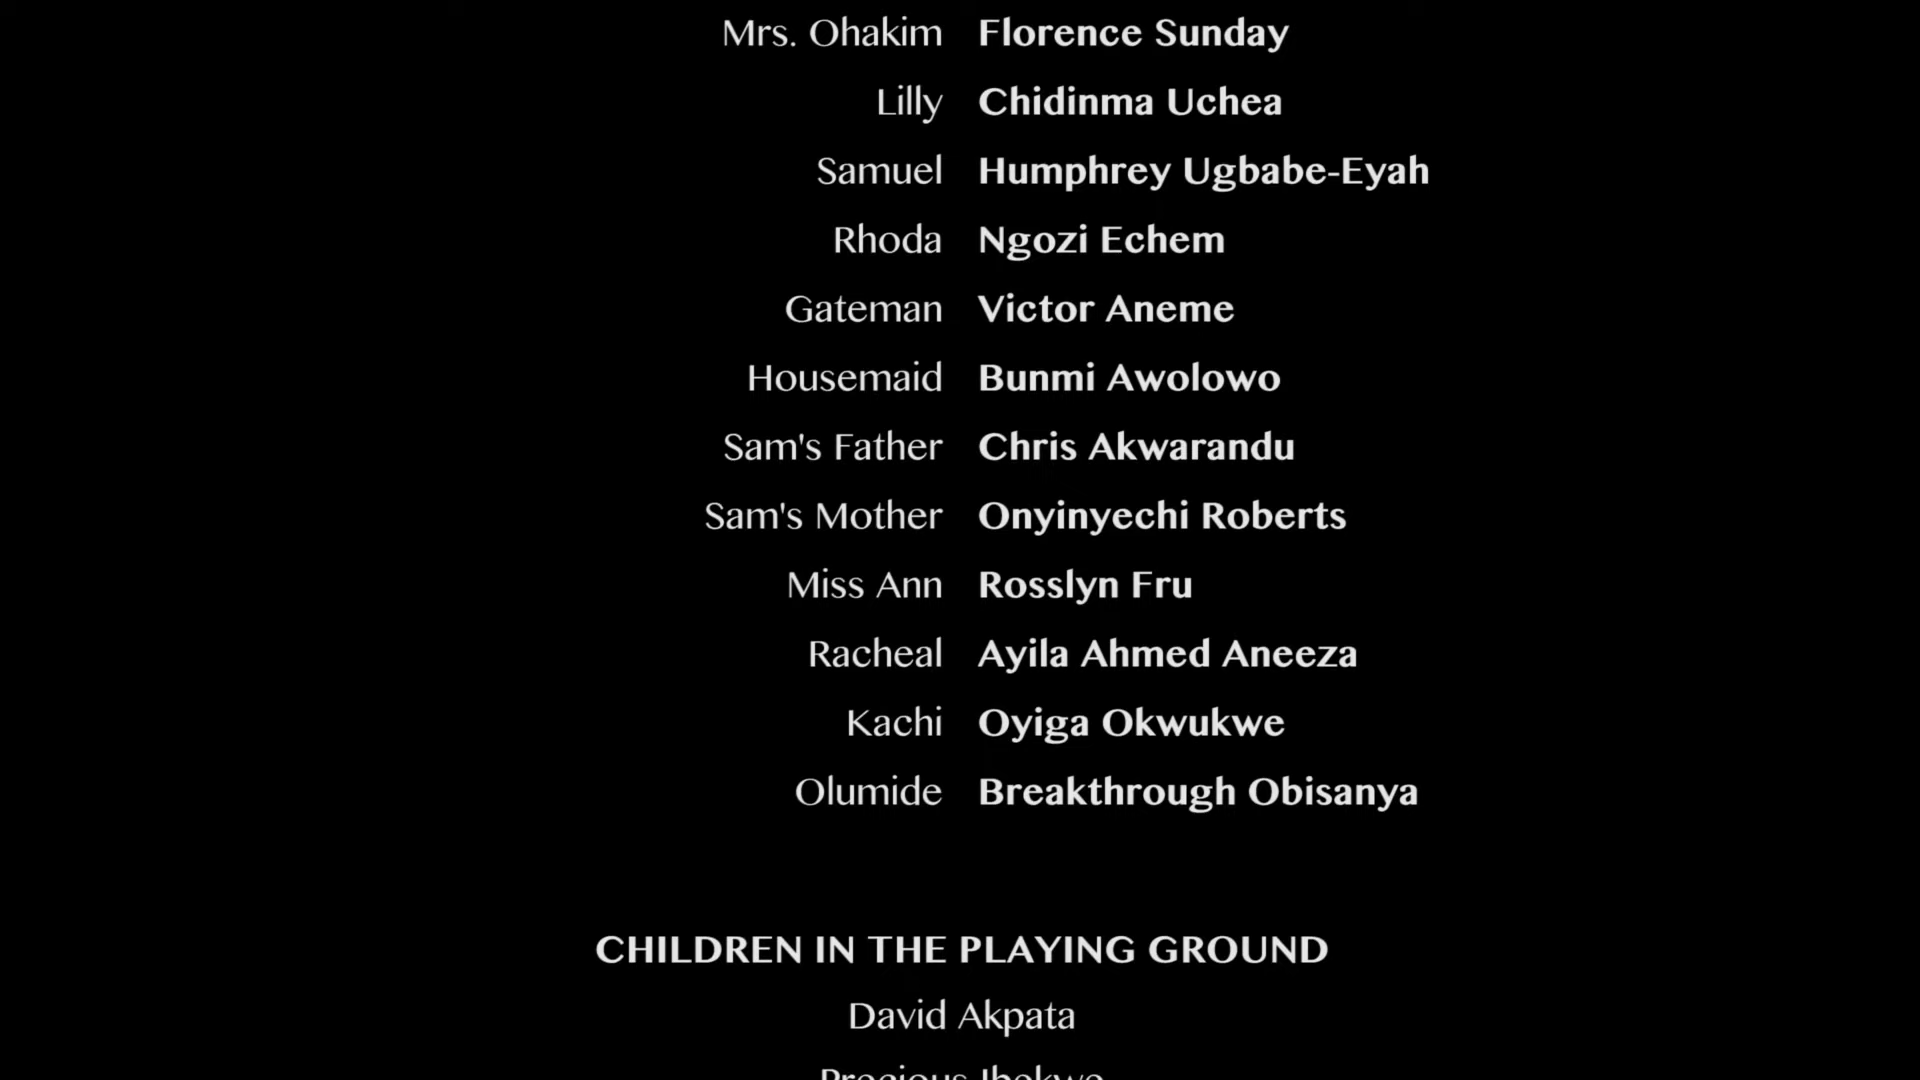 Mrs. Ohakim Florence Sunday
Lilly Chidinma Uchea
Samuel Humphrey Ugbabe-Eyah
Rhoda Ngozi Echem
Gateman Victor Aneme
Housemaid Bunmi Awolowo
Sam's Father Chris Akwarandu
Sam's Mother Onyinyechi Roberts
Miss Ann Rosslyn Fru
Racheal Ayila Ahmed Aneeza
Kachi Oyiga Okwukwe
Olumide Breakthrough Obisanya
CHILDREN IN THE PLAYING GROUND
David Akpata
Precious